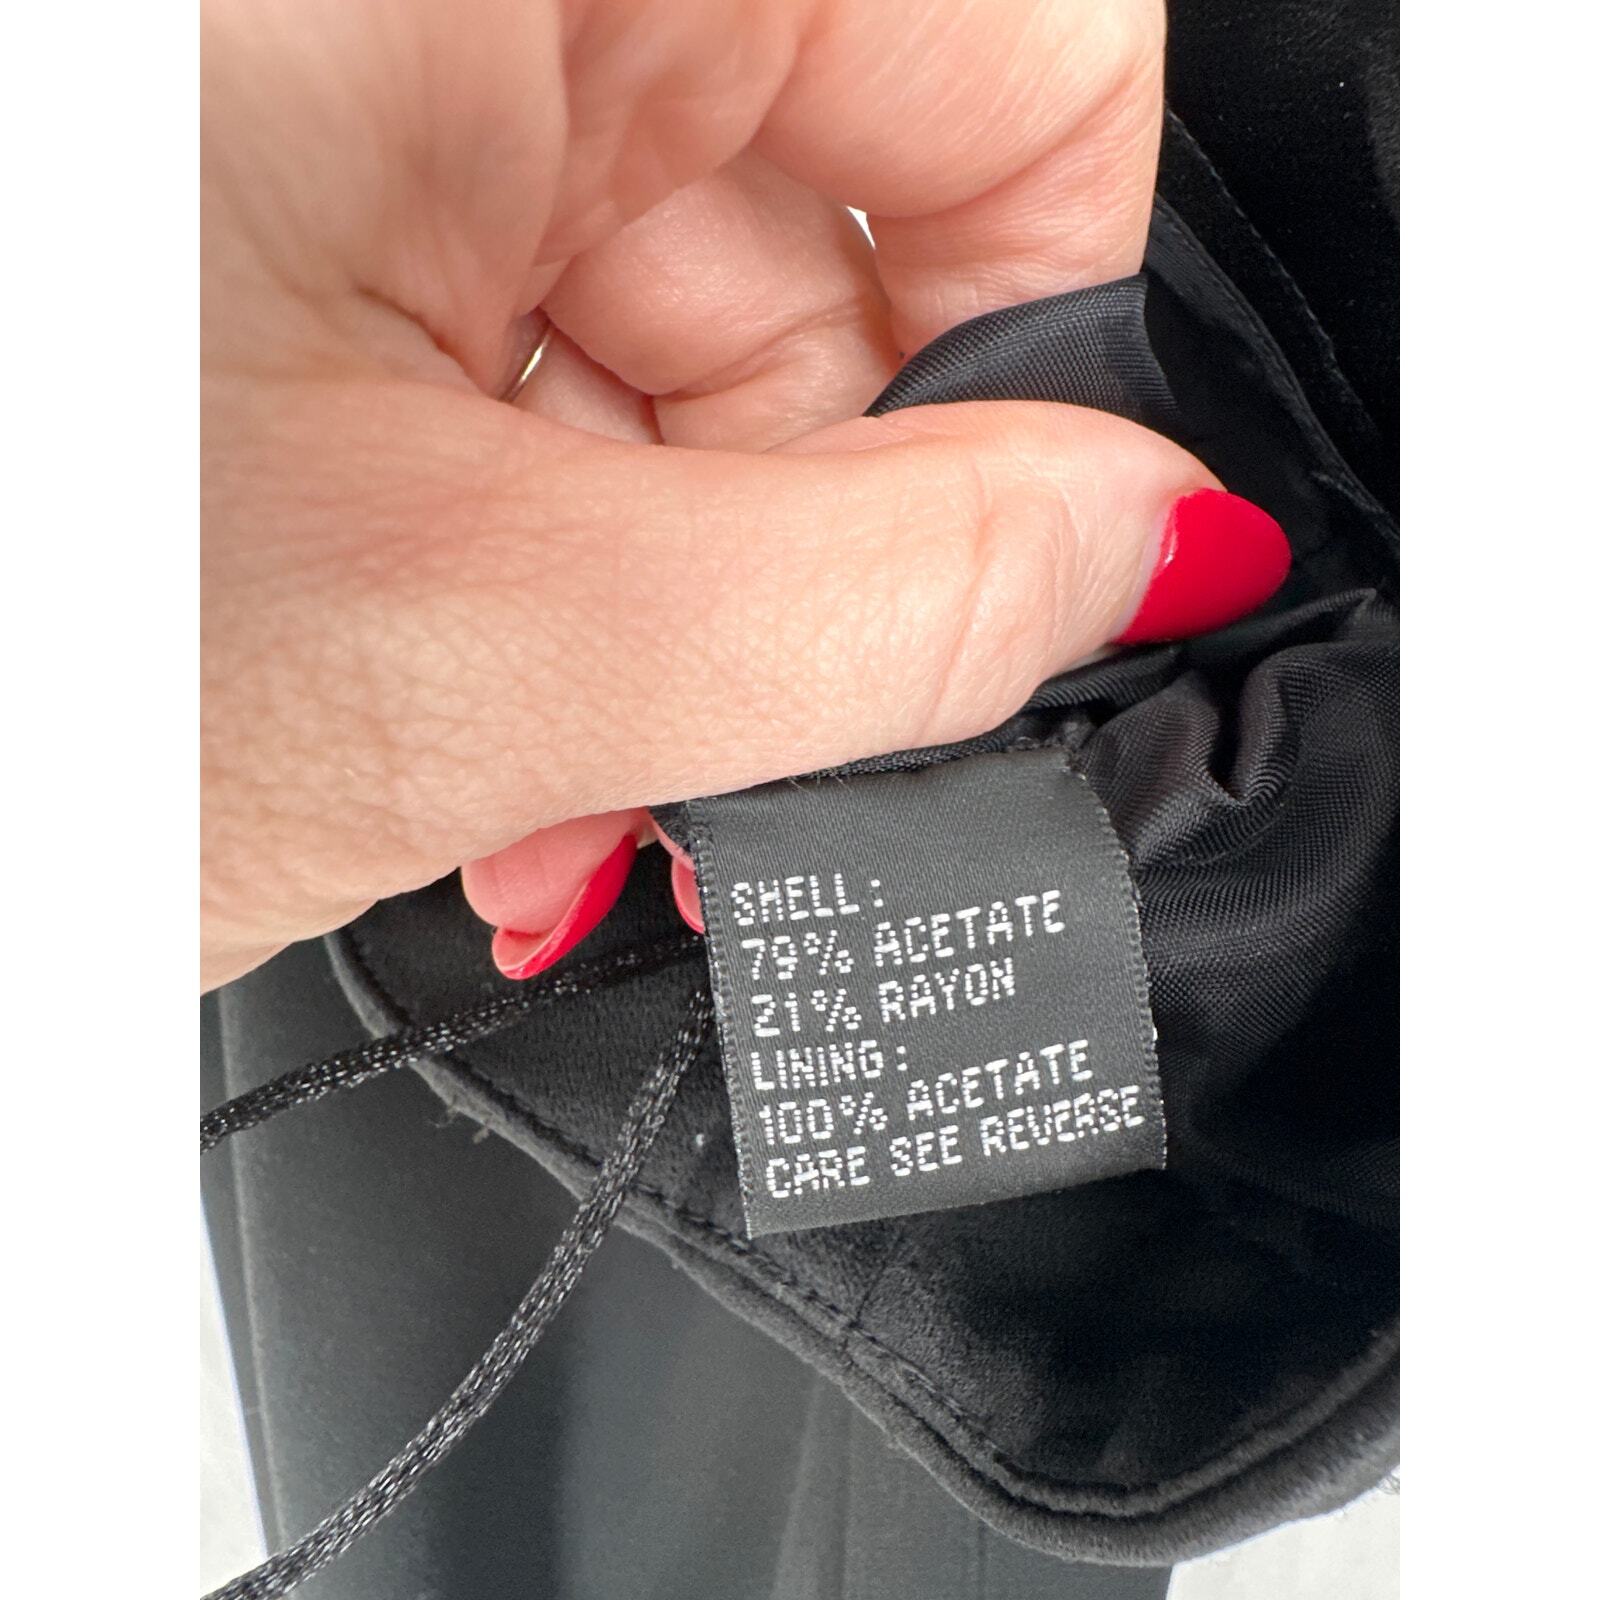 SHELL:
79% ACETATE
21% RAYON
LINING:
100% ACETATE
CARE SEE REVERSE